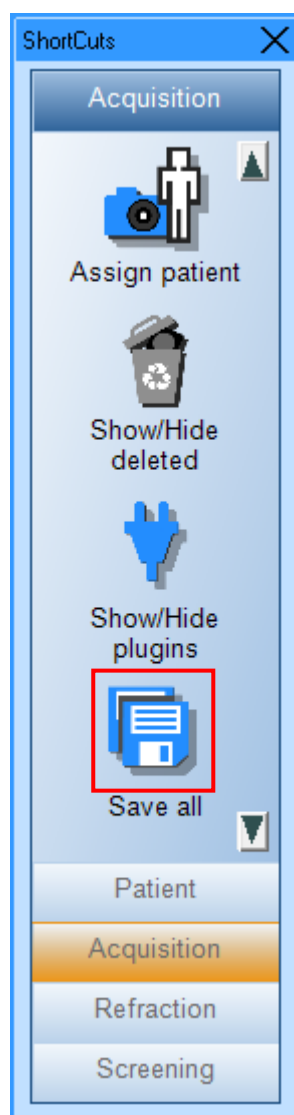 ShortCuts
Acquisition
Assign patient
Show/Hide
deleted
Show/Hide
plugins
Save all
Patient
Acquisition
Refraction
Screening